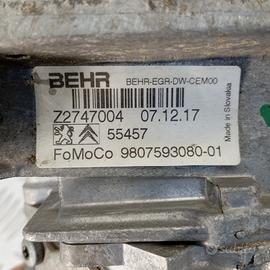 BEHR BEHR-EGR-DW-CEM00
Z2747004 07.12.17
55457
Made in Slovakia
FoMoCo 9807593080-01